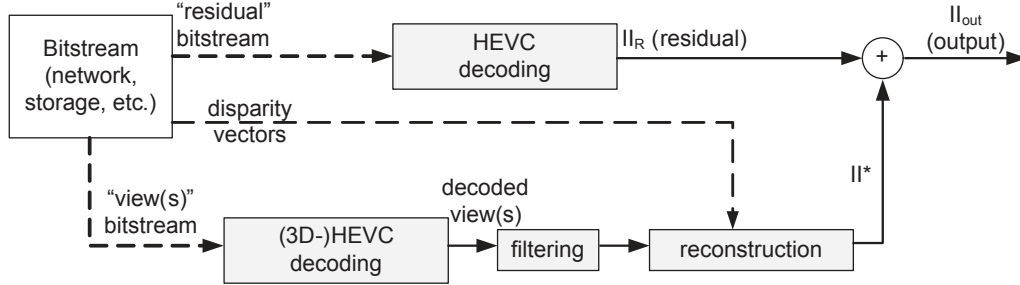 “residual”
bitstream
Bitstream
(network,
storage, etc.)
HEVC
decoding
II_R (residual)
+
II_out
(output)
disparity
vectors
II*
“view(s)”
bitstream
(3D-)HEVC
decoding
decoded
view(s)
filtering
reconstruction